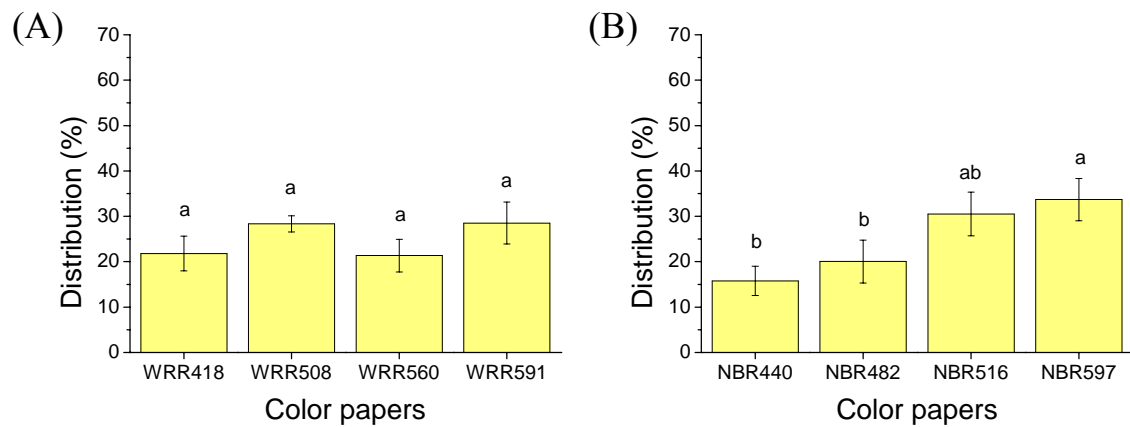 (A)
70
60
50
40
30
20
10
0
Distribution (%)
a
a
a
a
WRR418 WRR508 WRR560 WRR591
Color papers
(B)
70
60
50
40
30
20
10
0
Distribution (%)
b
b
ab
a
NBR440 NBR482 NBR516 NBR597
Color papers